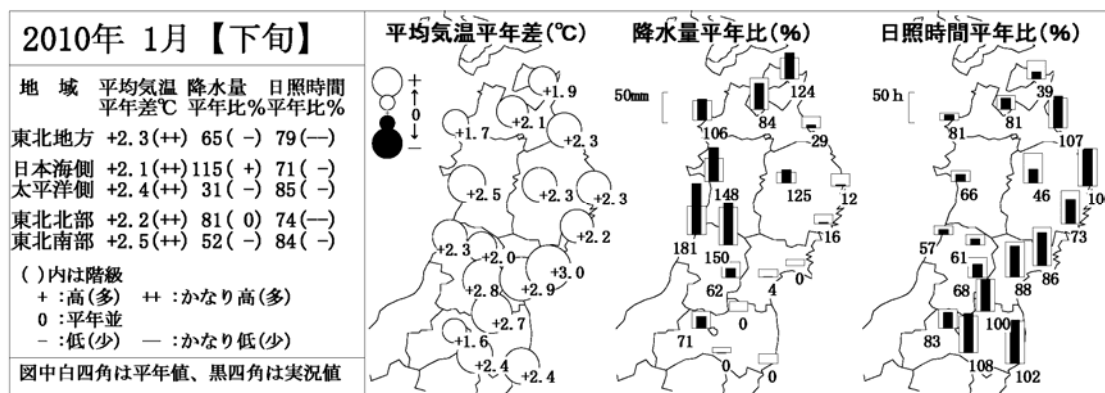 2010年 1月【下旬】
地 域 平均気温 降水量 日照時間
平年差℃ 平年比% 平年比%
東北地方 +2.3(++) 65( -) 79(--)
日本海側 +2.1(++) 115( +) 71( -)
太平洋側 +2.4(++) 31( -) 85( -)
東北北部 +2.2(++) 81( 0) 74(--)
東北南部 +2.5(++) 52( -) 84( -)
( )内は階級
+ :高(多) ++ :かなり高(多)
0 :平年並
- :低(少) -- :かなり低(少)
図中白四角は平年値、黒四角は実況値
平均気温平年差(℃)
+
0
-
+1.9
+2.1
+1.7
+2.3
+2.5
+2.3
+2.3
+2.2
+2.3
+2.0
+3.0
+2.8
+2.9
+2.7
+1.6
+2.4
+2.4
降水量平年比(%)
50mm
124
84
106
29
148
125
12
16
181
150
0
62
4
0
71
0
0
日照時間平年比(%)
50h
39
81
81
107
66
46
73
57
61
86
68
88
100
83
108
102